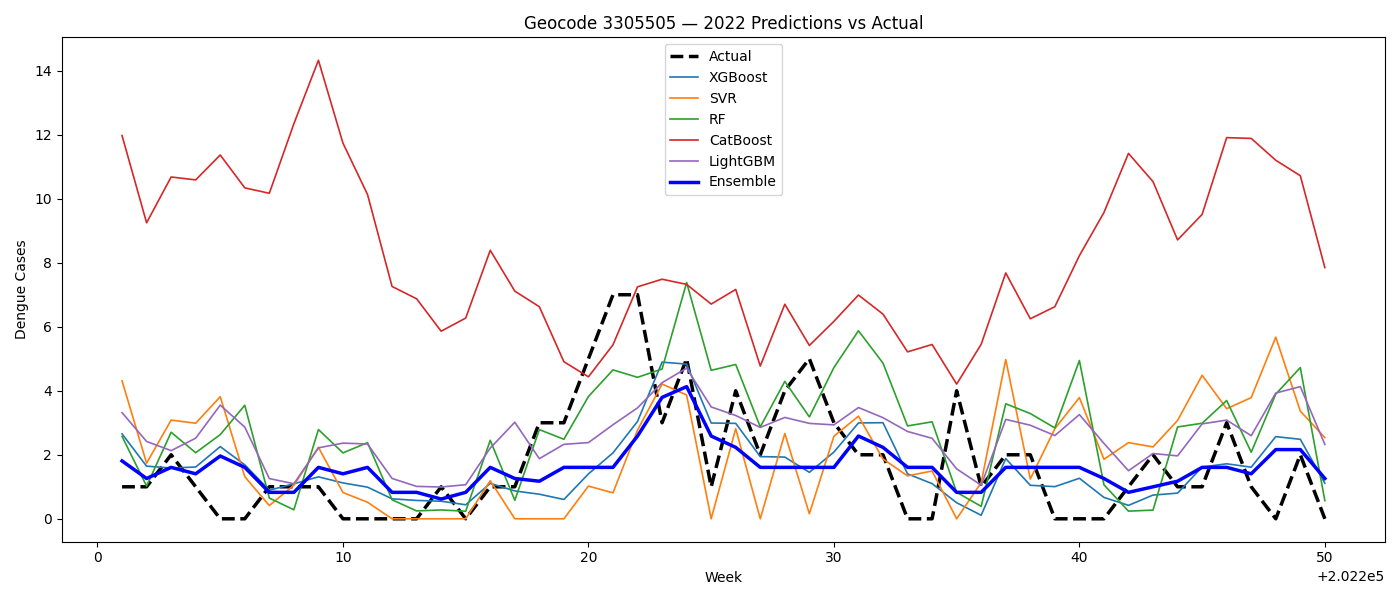 Geocode 3305505 — 2022 Predictions vs Actual
Actual
XGBoost
SVR
RF
CatBoost
LightGBM
Ensemble
Dengue Cases
14
12
10
8
6
4
2
0
0 10 20 30 40 50
+2.022e5
Week